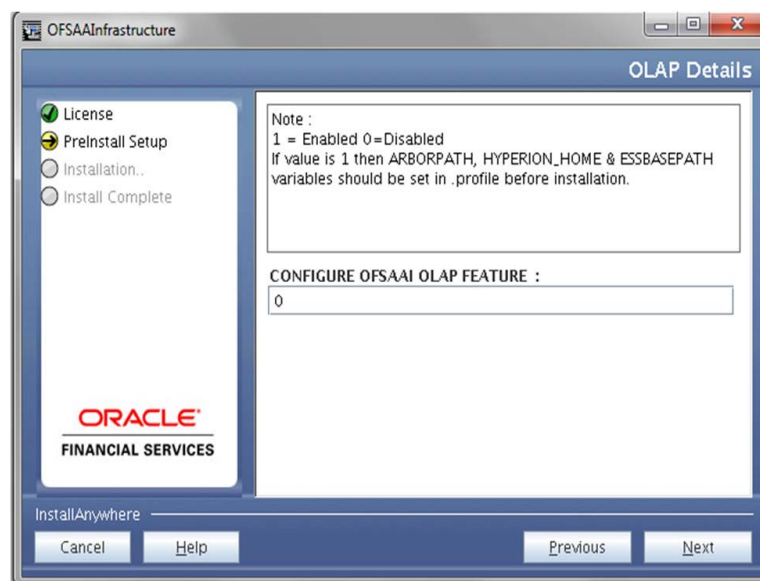 OFSAAInfrastructure
OLAP Details
License
PreInstall Setup
Installation..
Install Complete
Note :
1 = Enabled 0=Disabled
If value is 1 then ARBORPATH, HYPERION_HOME & ESSBASEPATH
variables should be set in .profile before installation.
CONFIGURE OFSAAI OLAP FEATURE :
0
ORACLE
FINANCIAL SERVICES
InstallAnywhere
Cancel
Help
Previous
Next